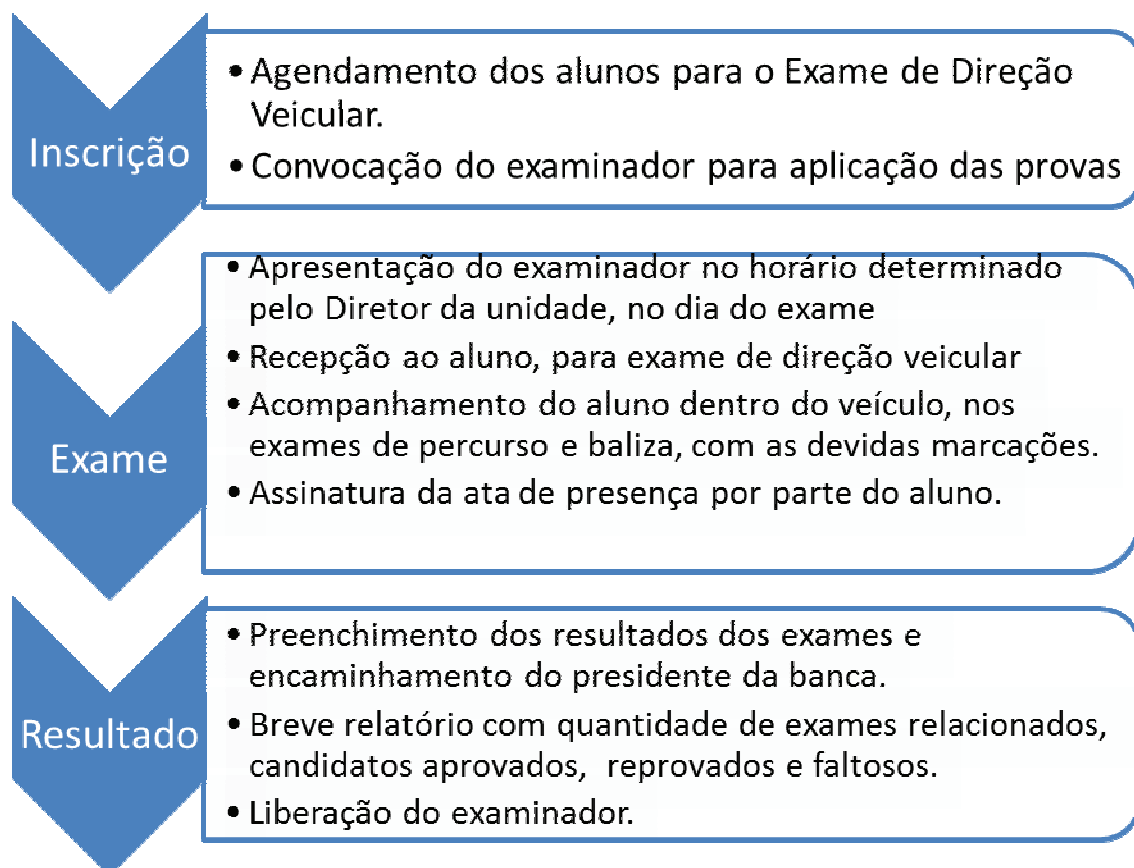 Inscrição
• Agendamento dos alunos para o Exame de Direção
Veicular.
• Convocação do examinador para aplicação das provas
Exame
• Apresentação do examinador no horário determinado
pelo Diretor da unidade, no dia do exame
• Recepção ao aluno, para exame de direção veicular
• Acompanhamento do aluno dentro do veículo, nos
exames de percurso e baliza, com as devidas marcações.
• Assinatura da ata de presença por parte do aluno.
Resultado
• Preenchimento dos resultados dos exames e
encaminhamento do presidente da banca.
• Breve relatório com quantidade de exames relacionados,
candidatos aprovados, reprovados e faltosos.
• Liberação do examinador.